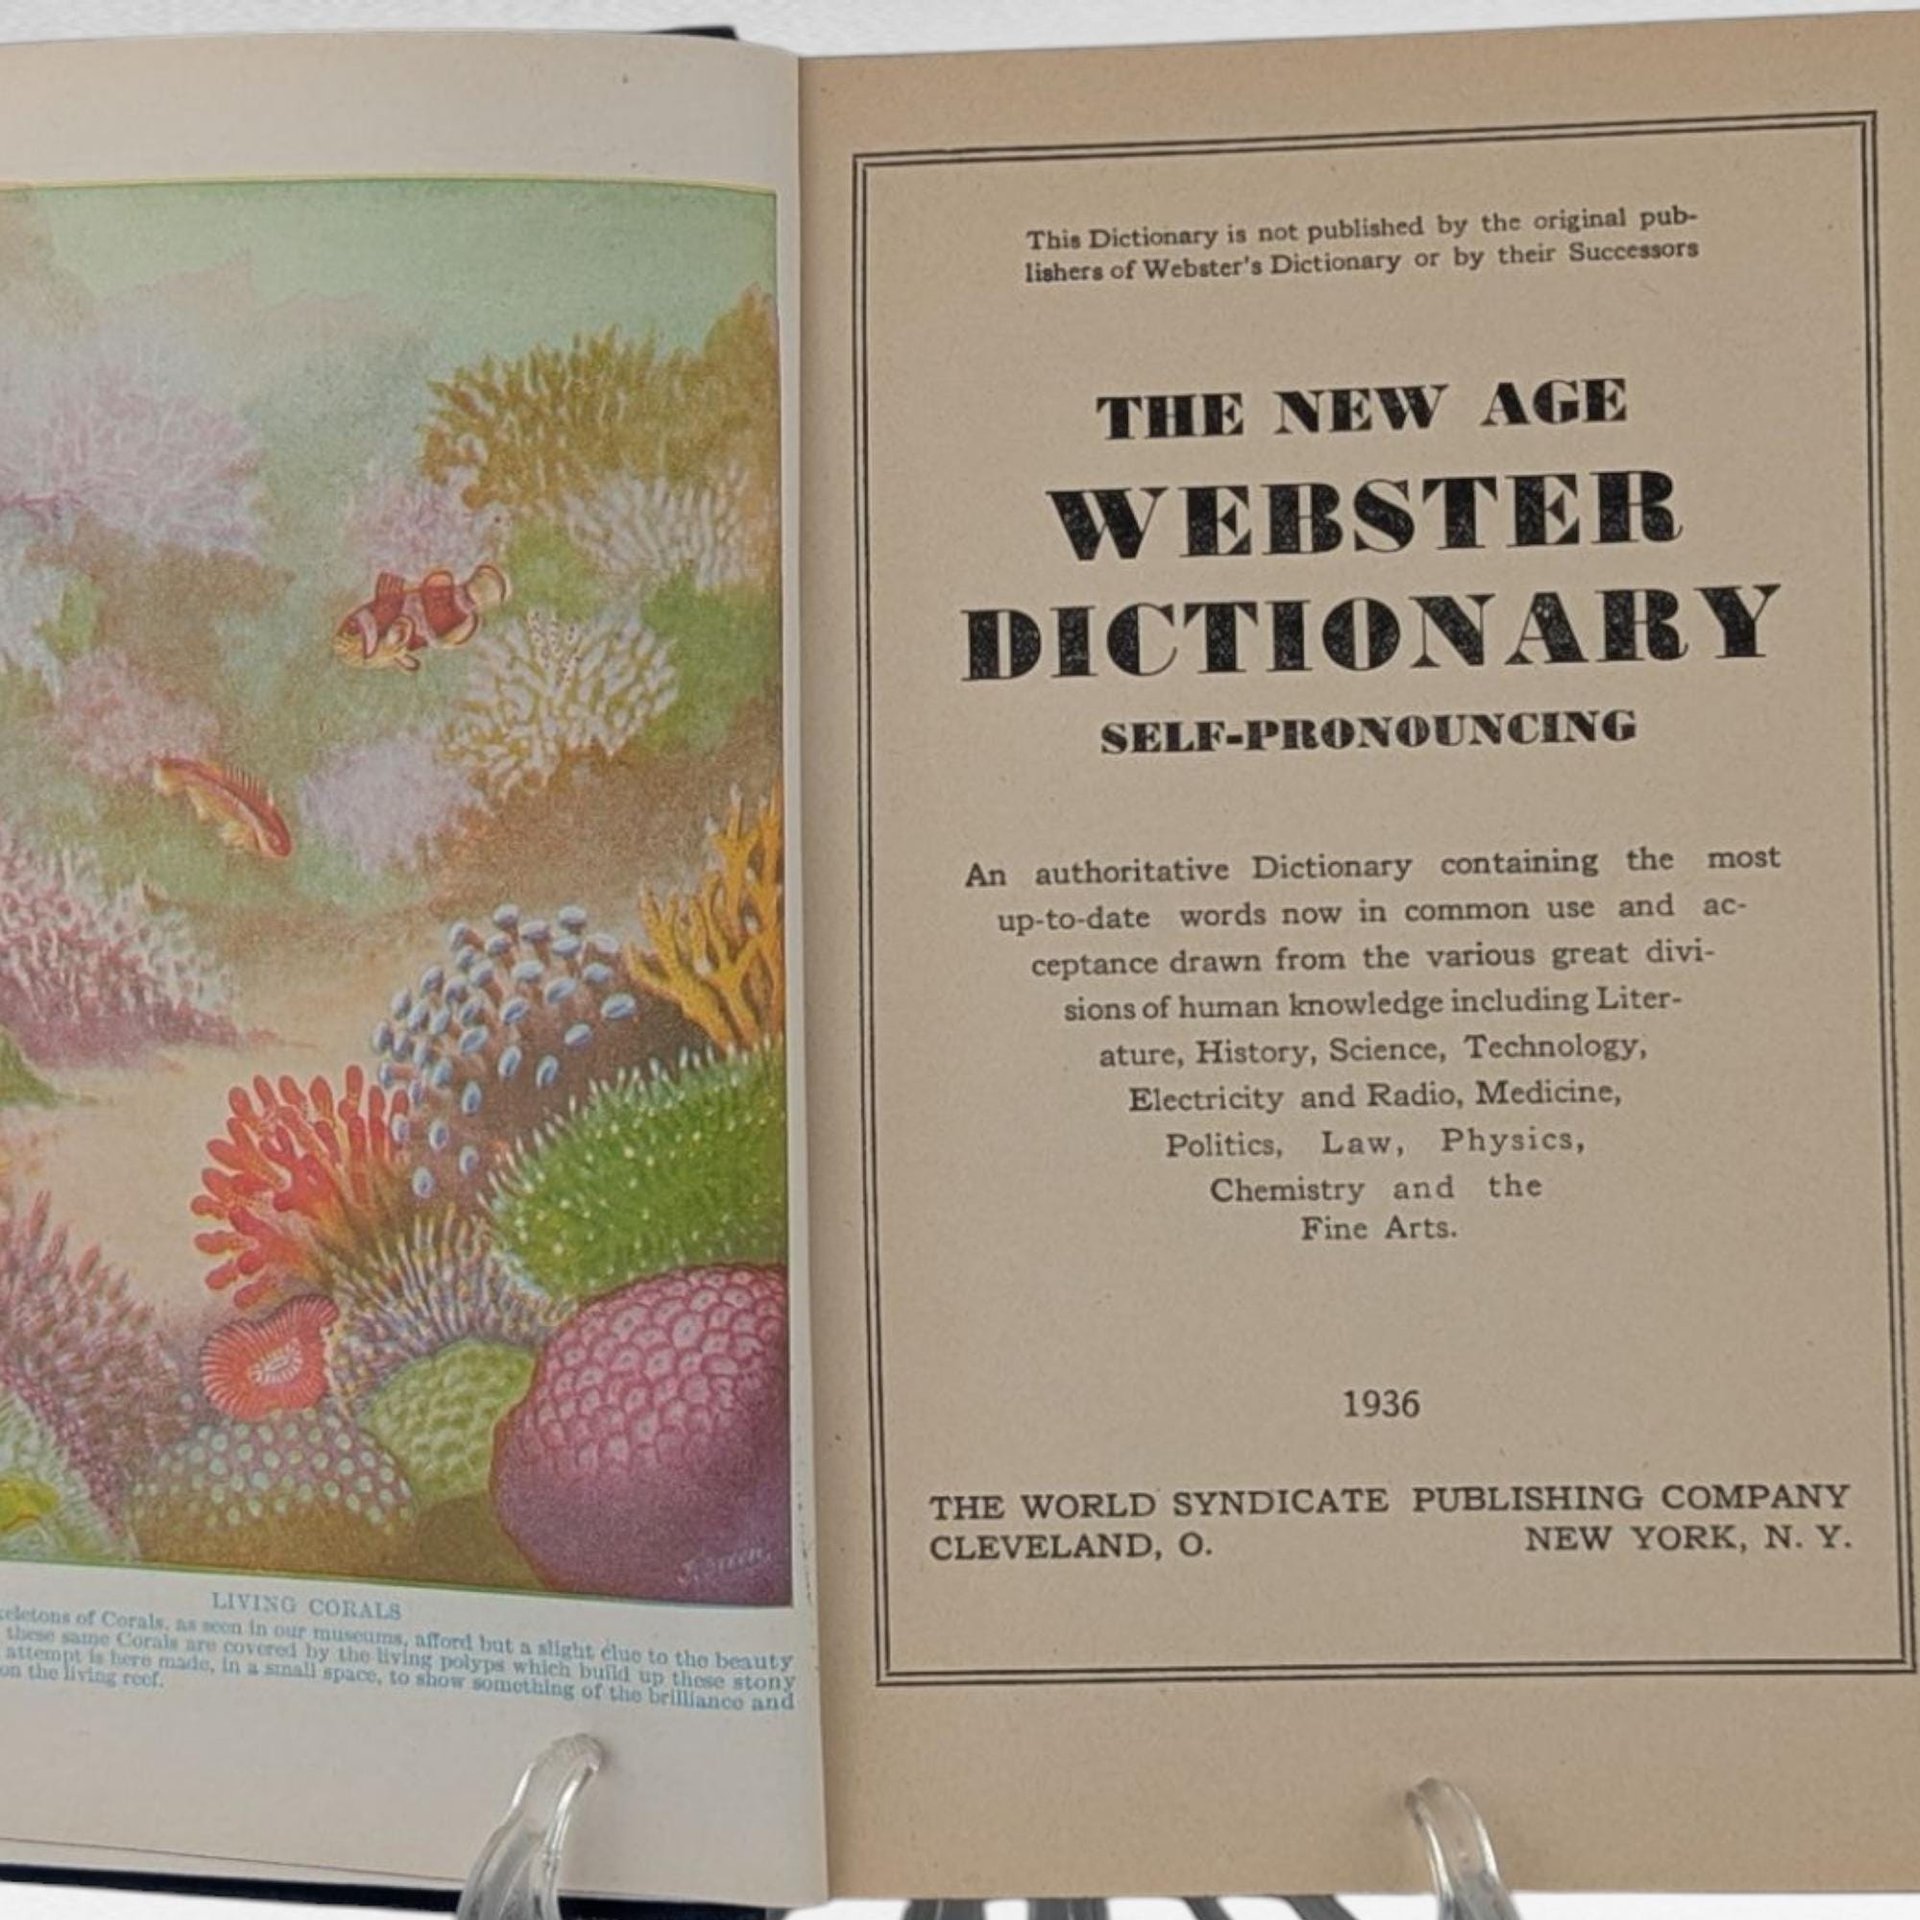 LIVING CORALS
keletons of Corals, as seen in our museums, afford but a slight clue to the beauty
these same Corals are covered by the living polyps which build up these stony
attempt is here made, in a small space, to show something of the brilliance and
on the living reef.
This Dictionary is not published by the original pub-
lishers of Webster's Dictionary or by their Successors
THE NEW AGE
WEBSTER
DICTIONARY
SELF-PRONOUNCING
An authoritative Dictionary containing the most
up-to-date words now in common use and ac-
ceptance drawn from the various great divi-
sions of human knowledge including Liter-
ature, History, Science, Technology,
Electricity and Radio, Medicine,
Politics, Law, Physics,
Chemistry and the
Fine Arts.
1936
THE WORLD SYNDICATE PUBLISHING COMPANY
CLEVELAND, O. NEW YORK, N. Y.